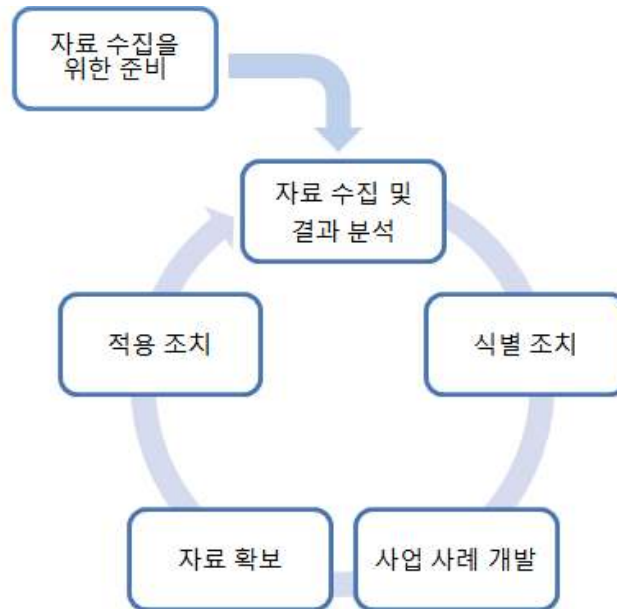 자료 수집을
위한 준비
자료 수집 및
결과 분석
식별 조치
사업 사례 개발
자료 확보
적용 조치